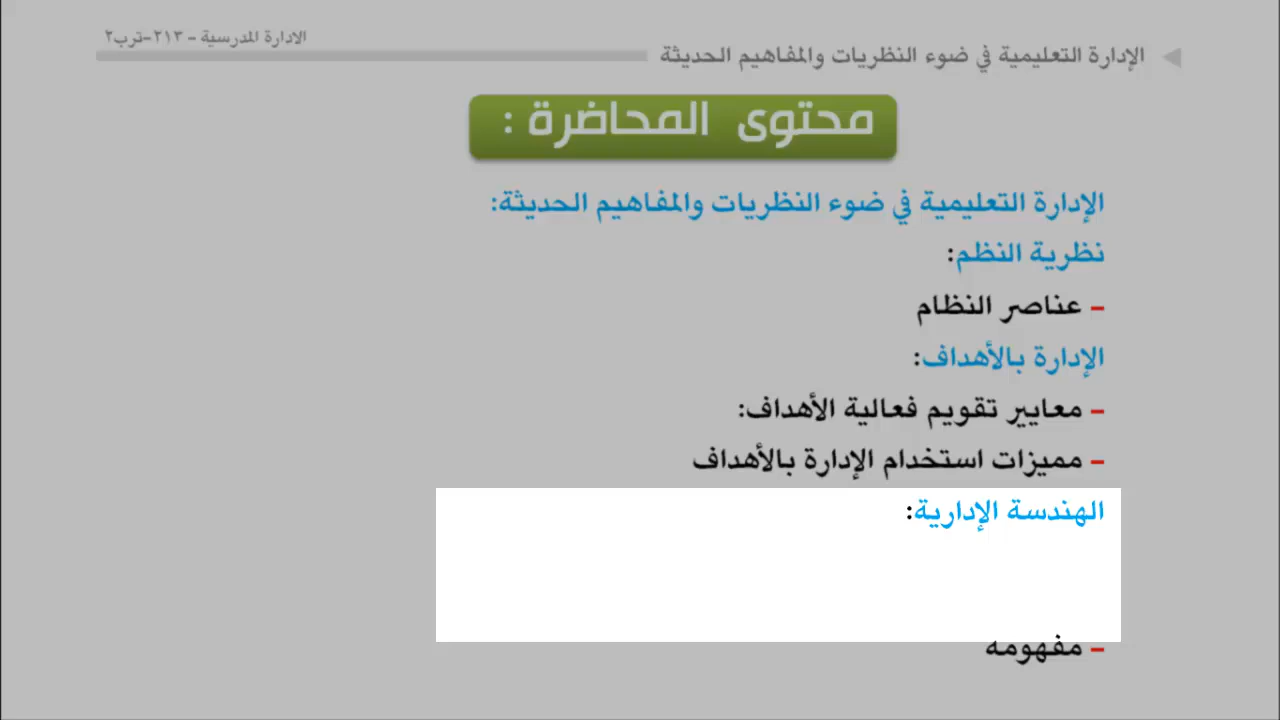 الادارة المدرسية - ٢١٣-ترب٢
الإدارة التعليمية في ضوء النظريات والمفاهيم الحديثة
محتوى المحاضرة :
الإدارة التعليمية في ضوء النظريات والمفاهيم الحديثة:
نظرية النظم:
- عناصر النظام
الإدارة بالأهداف:
- معايير تقويم فعالية الأهداف:
- مميزات استخدام الإدارة بالأهداف
الهندسة الإدارية:
- مفهومه